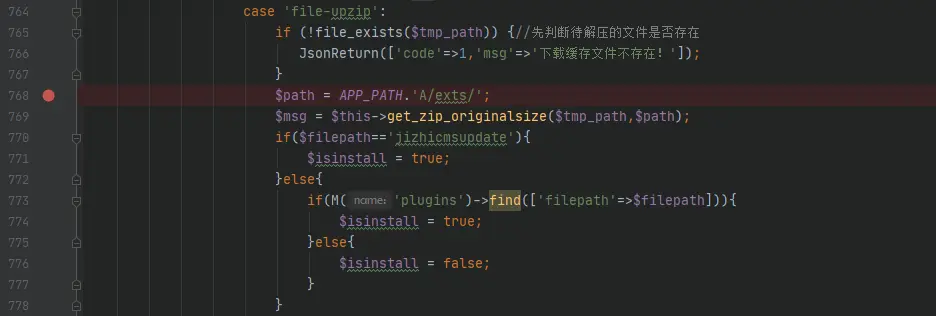 764 case 'file-upzip':
765 if (!file_exists($tmp_path)) {//先判断待解压的文件是否存在
766 JsonReturn(['code'=>1,'msg'=>'下载缓存文件不存在！']);
767 }
768 $path = APP_PATH.'A/exts/';
769 $msg = $this->get_zip_originalsize($tmp_path,$path);
770 if($filepath=='jizhicmsupdate'){
771 $isinstall = true;
772 }else{
773 if(M( name: 'plugins')->find(['filepath'=>$filepath])){
774 $isinstall = true;
775 }else{
776 $isinstall = false;
777 }
778 }